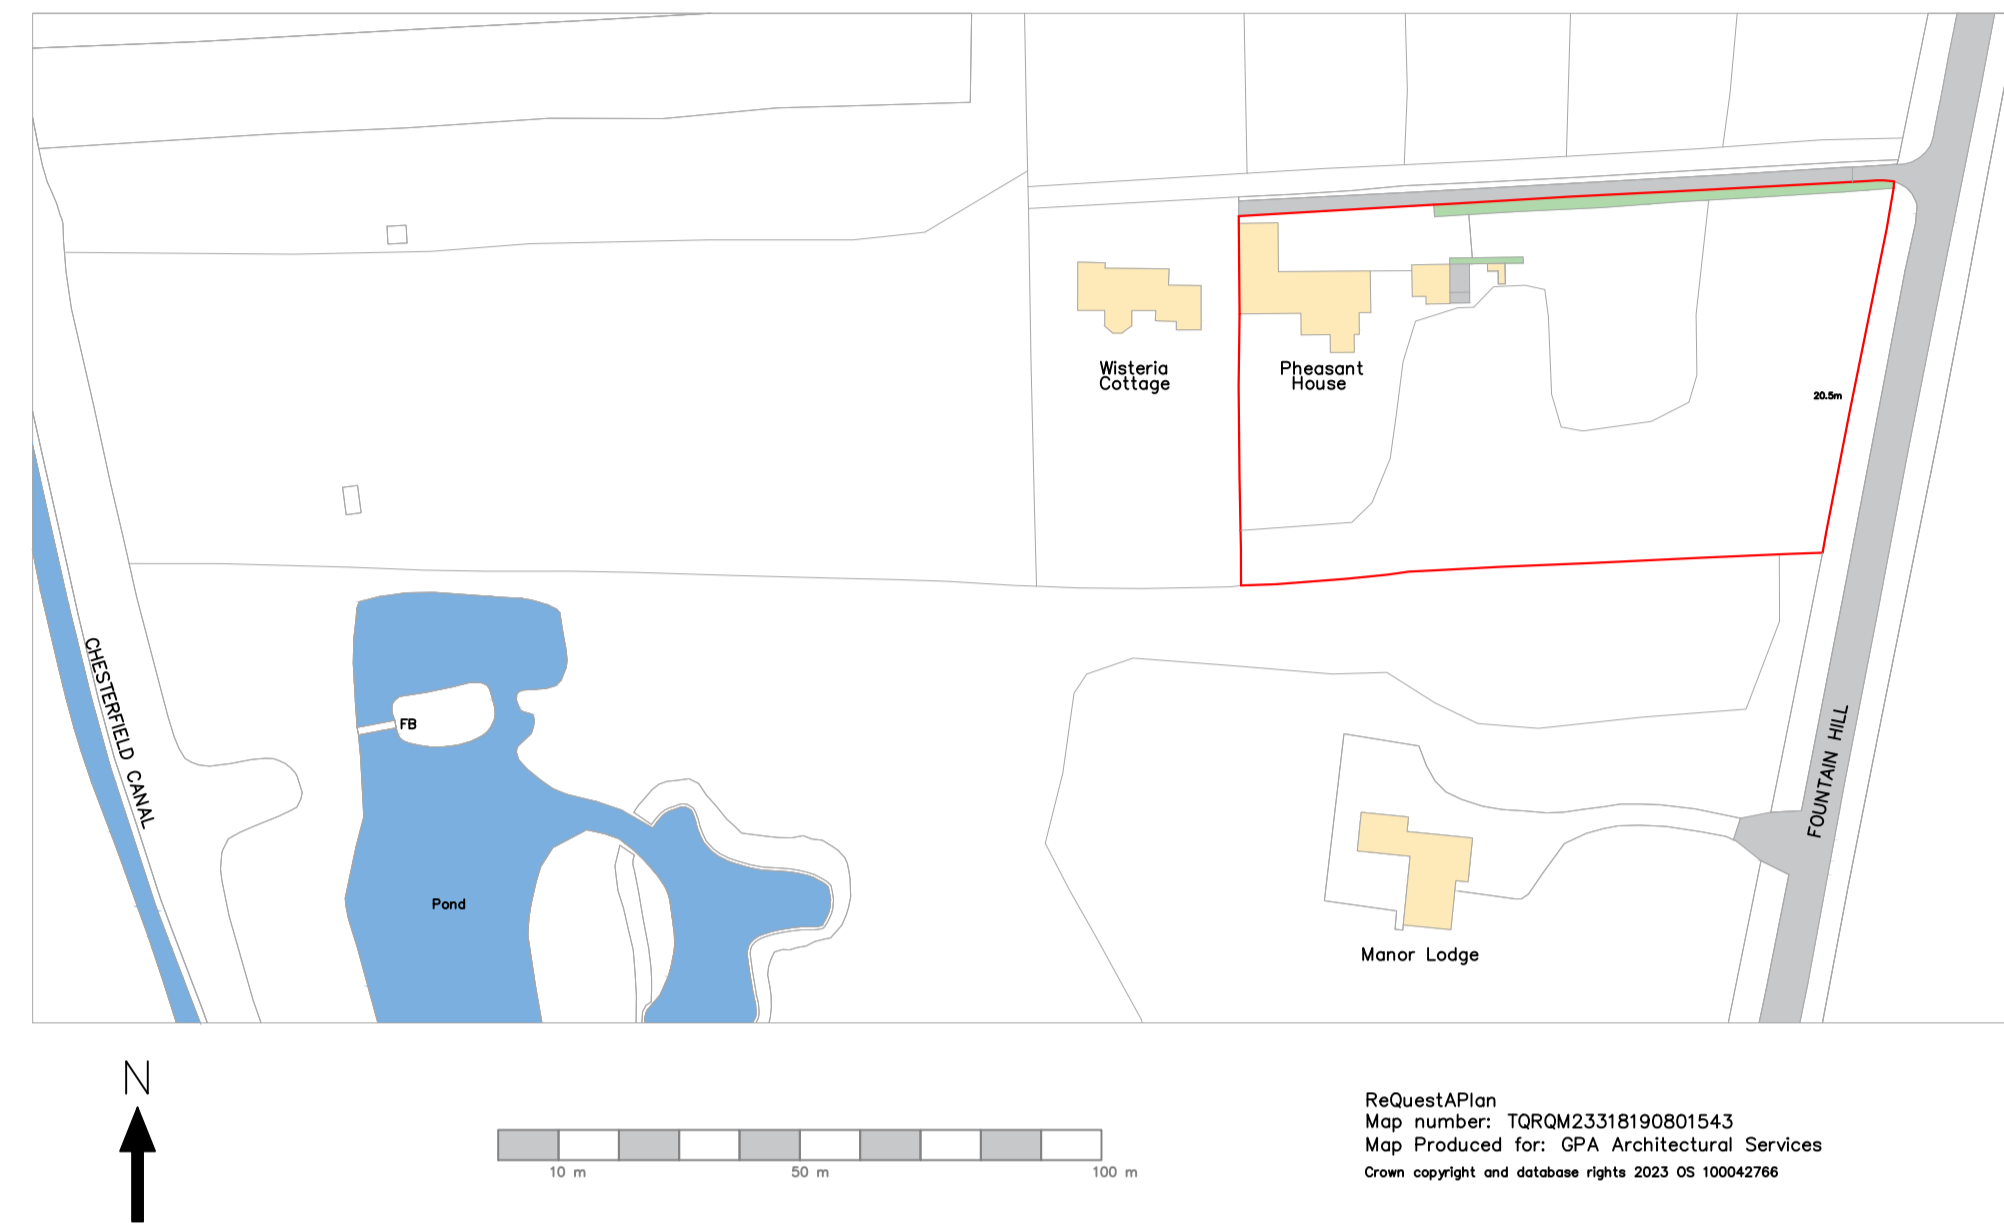 Wisteria
Cottage
Pheasant
House
20.5m
CHESTERFIELD CANAL
FB
FOUNTAIN HILL
Pond
Manor Lodge
N
10 m
50 m
100 m
ReQuestAPlan
Map number: TQRQM23318190801543
Map Produced for: GPA Architectural Services
Crown copyright and database rights 2023 OS 100042766